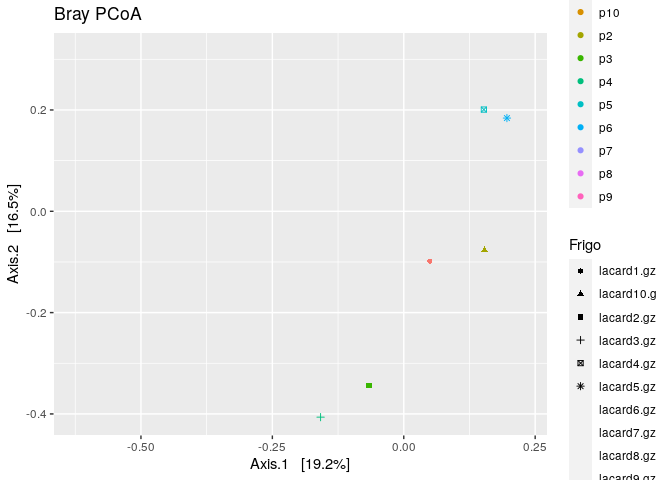 Bray PCoA
0.2
0.0
-0.2
-0.4
Axis.2 [16.5%]
-0.50
-0.25
0.00
0.25
Axis.1 [19.2%]
p10
p2
p3
p4
p5
p6
p7
p8
p9
Frigo
lacard1.gz
lacard10.g
lacard2.gz
lacard3.gz
lacard4.gz
lacard5.gz
lacard6.gz
lacard7.gz
lacard8.gz
lacard9.gz